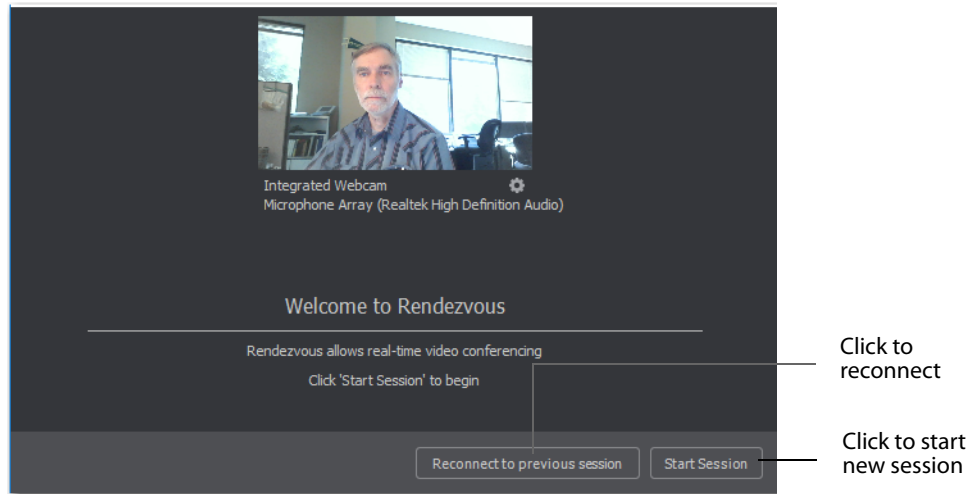 Integrated Webcam
Microphone Array (Realtek High Definition Audio)
Welcome to Rendezvous
Rendezvous allows real-time video conferencing
Click 'Start Session' to begin
Click to
reconnect
Reconnect to previous session
Start Session
Click to start
new session